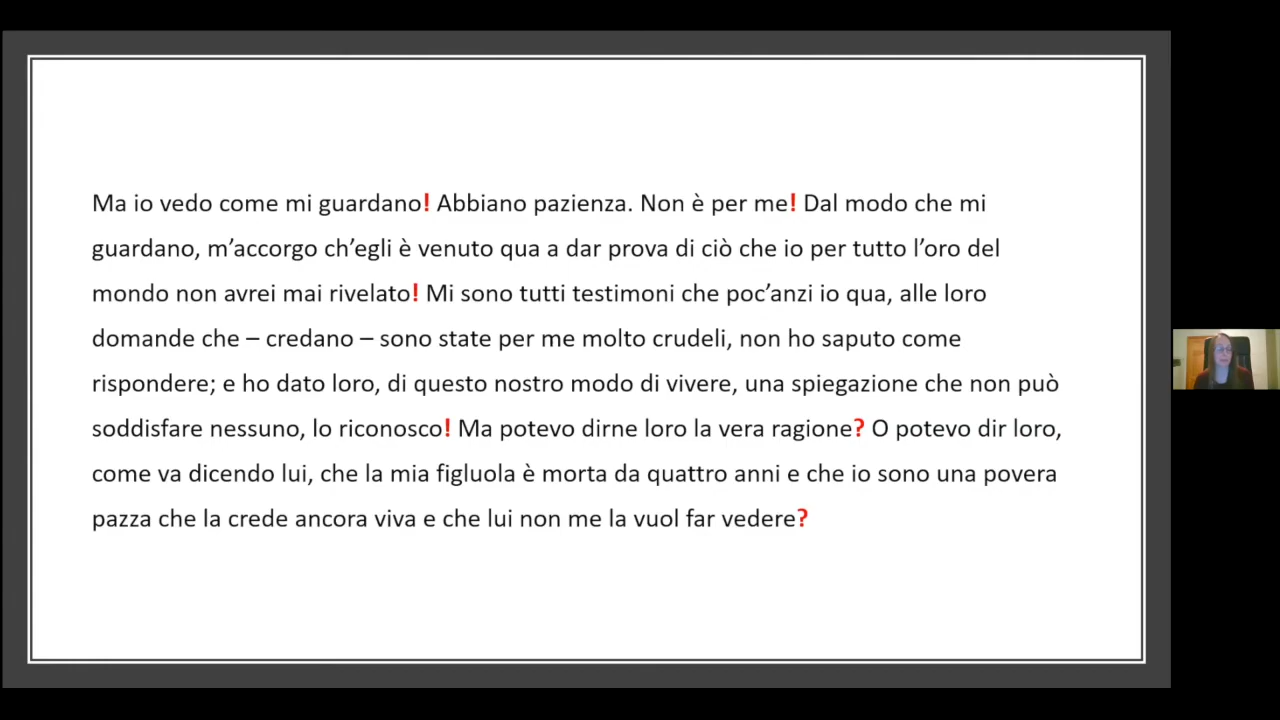 Ma io vedo come mi guardano! Abbiano pazienza. Non è per me! Dal modo che mi
guardano, m’accorgo ch’egli è venuto qua a dar prova di ciò che io per tutto l’oro del
mondo non avrei mai rivelato! Mi sono tutti testimoni che poc’anzi io qua, alle loro
domande che – credano – sono state per me molto crudeli, non ho saputo come
rispondere; e ho dato loro, di questo nostro modo di vivere, una spiegazione che non può
soddisfare nessuno, lo riconosco! Ma potevo dirne loro la vera ragione? O potevo dir loro,
come va dicendo lui, che la mia figluola è morta da quattro anni e che io sono una povera
pazza che la crede ancora viva e che lui non me la vuol far vedere?